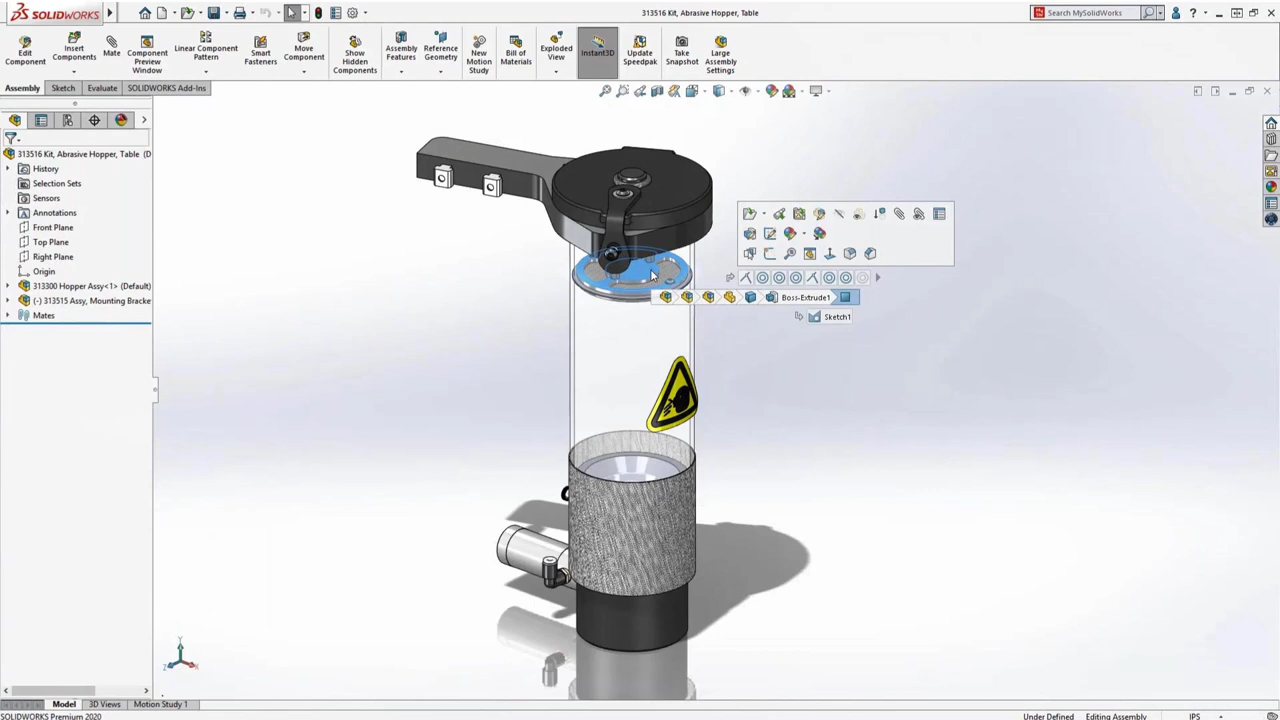 SOLIDWORKS
313516 Kit, Abrasive Hopper, Table
Search MySolidWorks
?
Edit Component
Insert Components
Mate
Component Preview Window
Linear Component Pattern
Smart Fasteners
Move Component
Show Hidden Components
Assembly Features
Reference Geometry
New Motion Study
Bill of Materials
Exploded View
Instant3D
Update Speedpak
Take Snapshot
Large Assembly Settings
Assembly
Sketch
Evaluate
SOLIDWORKS Add-Ins
313516 Kit, Abrasive Hopper, Table (D
History
Selection Sets
Sensors
Annotations
Front Plane
Top Plane
Right Plane
Origin
313300 Hopper Assy<1> (Default)
(-) 313515 Assy, Mounting Bracke
Mates
Boss-Extrude1
Sketch1
Y
Z
X
Model
3D Views
Motion Study 1
SOLIDWORKS Premium 2020
Under Defined
Editing Assembly
IPS